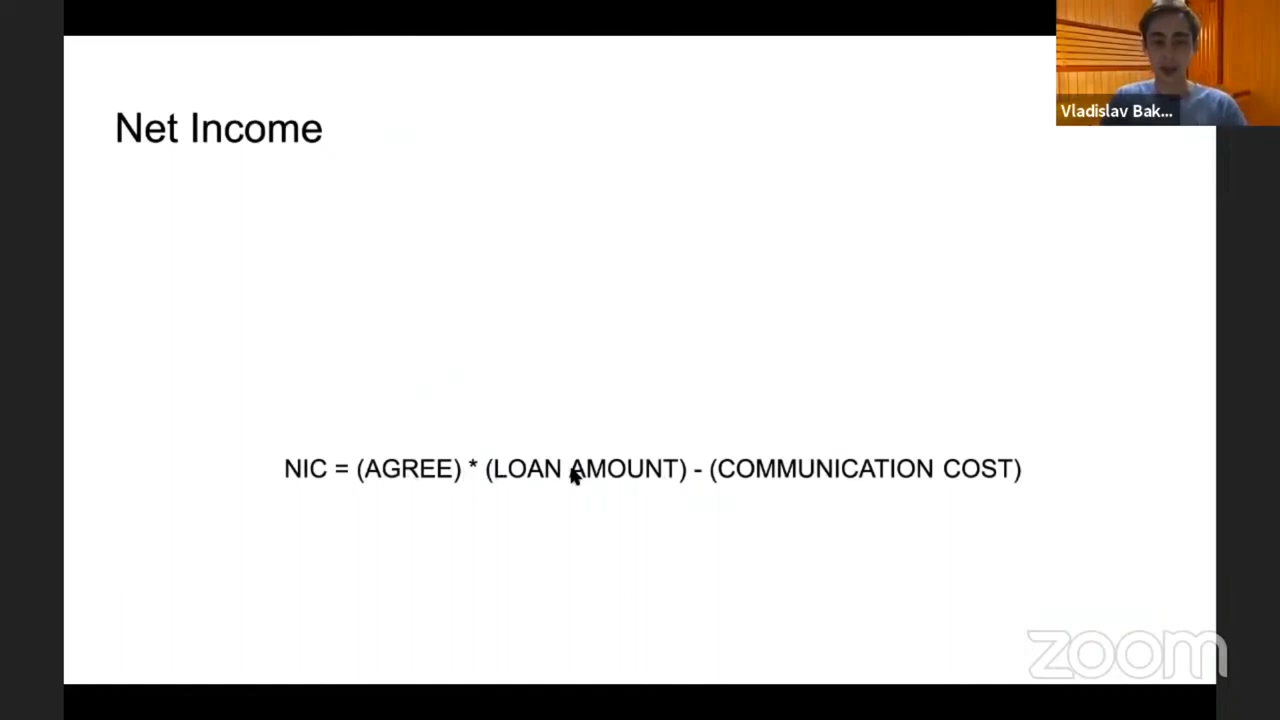 Vladislav Bak...
Net Income
NIC = (AGREE) * (LOAN AMOUNT) - (COMMUNICATION COST)
zoom